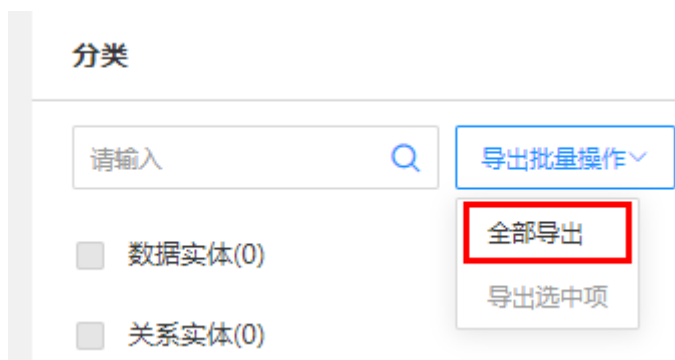 分类
请输入
导出批量操作
全部导出
导出选中项
数据实体(0)
关系实体(0)